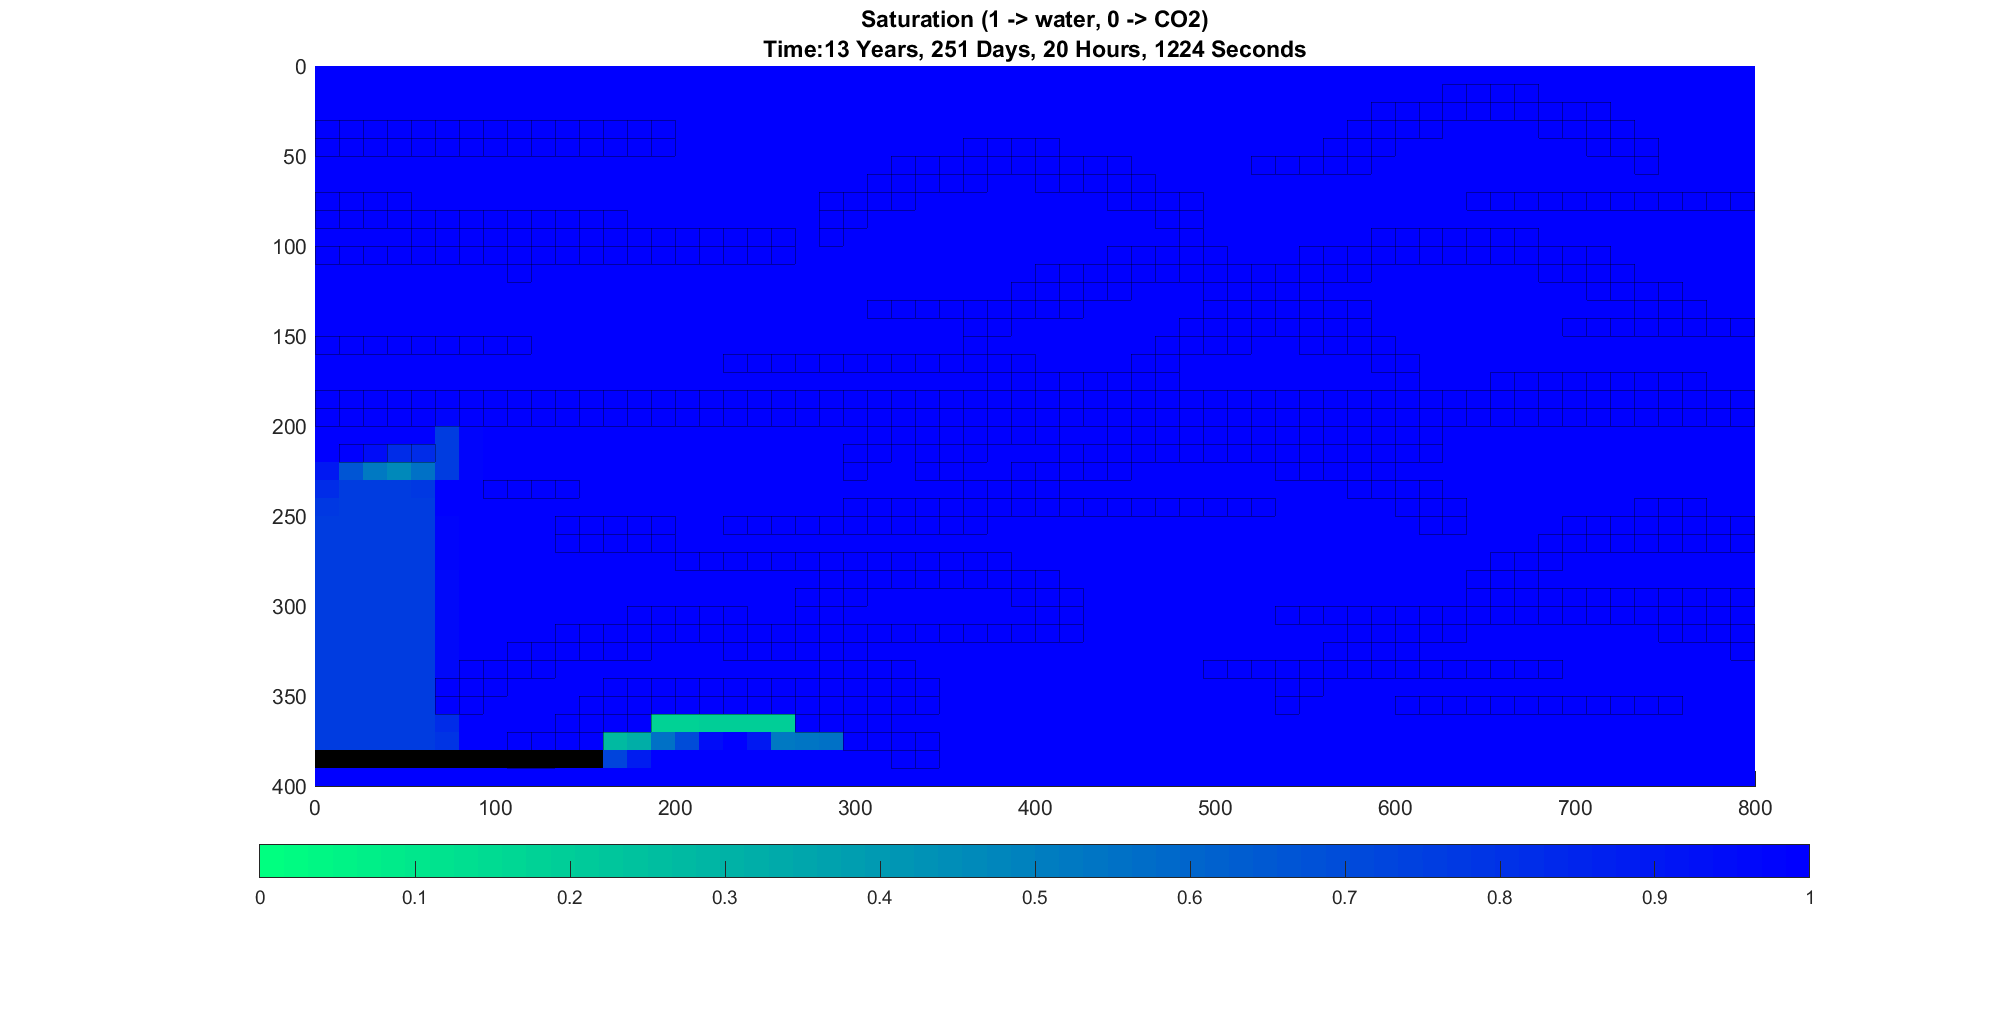 Saturation (1 -> water, 0 -> CO2)
Time:13 Years, 251 Days, 20 Hours, 1224 Seconds
0
50
100
150
200
250
300
350
400
0 100 200 300 400 500 600 700 800
0 0.1 0.2 0.3 0.4 0.5 0.6 0.7 0.8 0.9 1